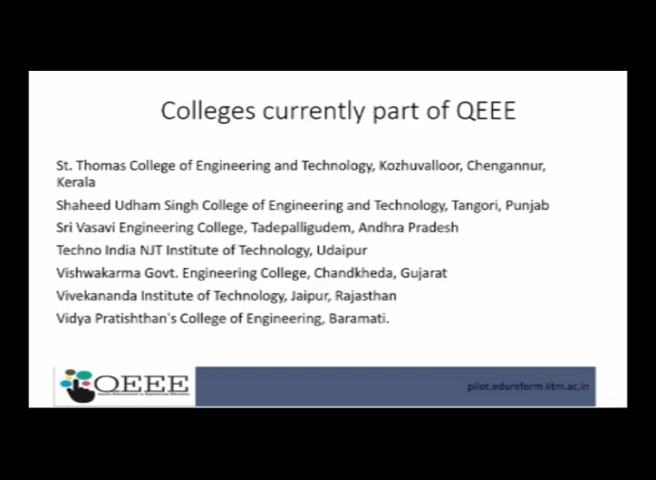 Colleges currently part of QEEE
St. Thomas College of Engineering and Technology, Kozhuvalloor, Chengannur,
Kerala
Shaheed Udham Singh College of Engineering and Technology, Tangori, Punjab
Sri Vasavi Engineering College, Tadepalligudem, Andhra Pradesh
Techno India NJT Institute of Technology, Udaipur
Vishwakarma Govt. Engineering College, Chandkheda, Gujarat
Vivekananda Institute of Technology, Jaipur, Rajasthan
Vidya Pratishthan's College of Engineering, Baramati.
QEEE
pilot.edureform.iitm.ac.in